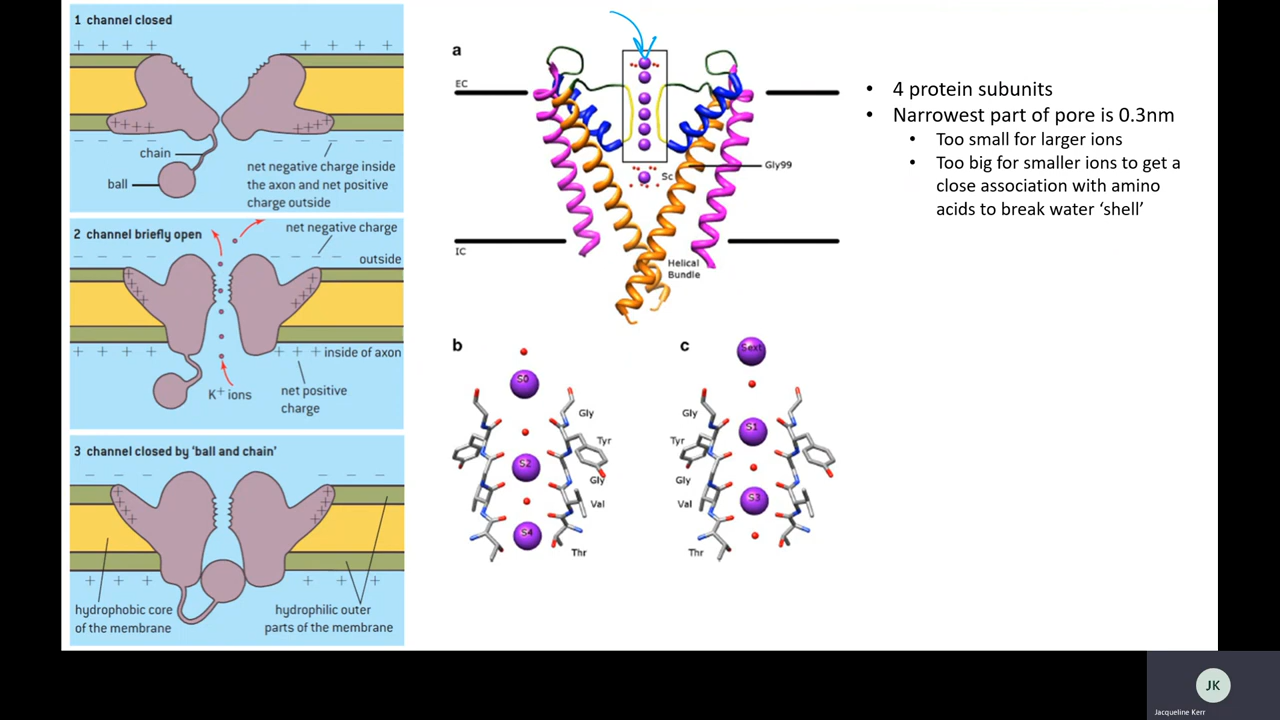 1 channel closed
+ + + + + + + +
chain
ball
net negative charge inside
the axon and net positive
charge outside
2 channel briefly open
net negative charge
outside
inside of axon
K+ ions
net positive
charge
3 channel closed by 'ball and chain'
hydrophobic core
of the membrane
hydrophilic outer
parts of the membrane
a
EC
Gly99
Sc
IC
Helical
Bundle
b
S0
Gly
Tyr
S2
Gly
Val
S4
Thr
c
Sext
Gly
S1
Tyr
Gly
S3
Val
Thr
• 4 protein subunits
• Narrowest part of pore is 0.3nm
• Too small for larger ions
• Too big for smaller ions to get a
close association with amino
acids to break water 'shell'
JK
Jacqueline Kerr